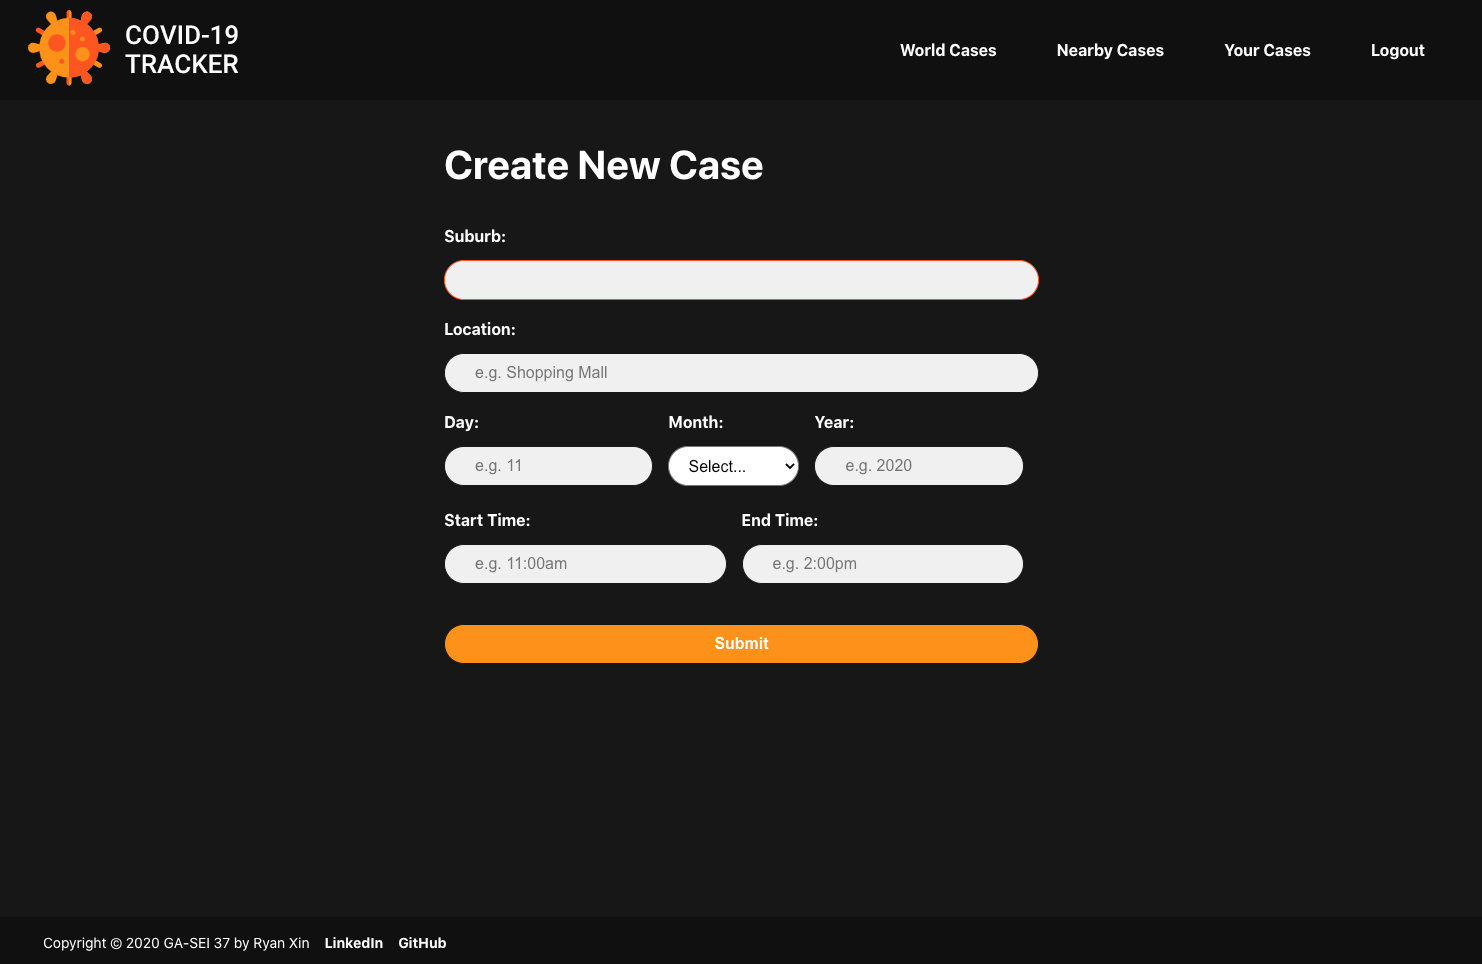 COVID-19
TRACKER
World Cases
Nearby Cases
Your Cases
Logout
Create New Case
Suburb:
Location:
e.g. Shopping Mall
Day:
Month:
Year:
e.g. 11
Select...
e.g. 2020
Start Time:
End Time:
e.g. 11:00am
e.g. 2:00pm
Submit
Copyright © 2020 GA-SEI 37 by Ryan Xin LinkedIn GitHub